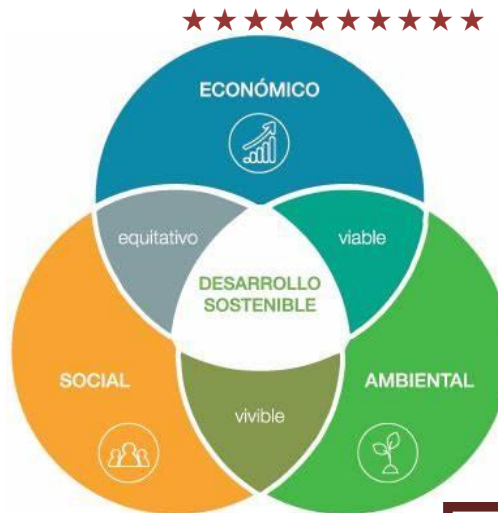 ECONÓMICO
equitativo
viable
DESARROLLO
SOSTENIBLE
SOCIAL
AMBIENTAL
vivible